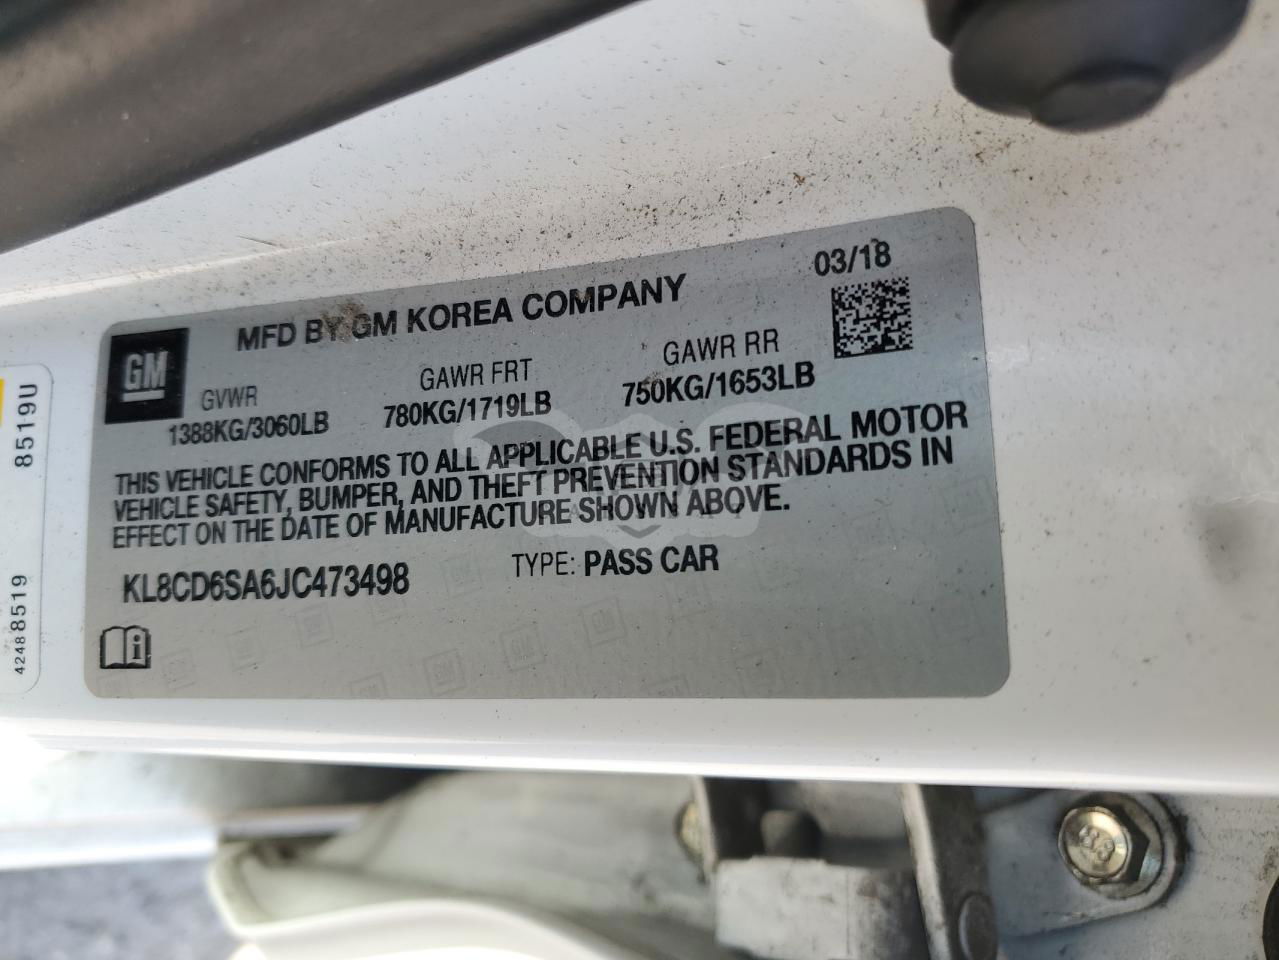 03/18
MFD BY GM KOREA COMPANY
GM
GVWR GAWR FRT GAWR RR
1388KG/3060LB 780KG/1719LB 750KG/1653LB
THIS VEHICLE CONFORMS TO ALL APPLICABLE U.S. FEDERAL MOTOR
VEHICLE SAFETY, BUMPER, AND THEFT PREVENTION STANDARDS IN
EFFECT ON THE DATE OF MANUFACTURE SHOWN ABOVE.
KL8CD6SA6JC473498 TYPE: PASS CAR
8519U
42488519